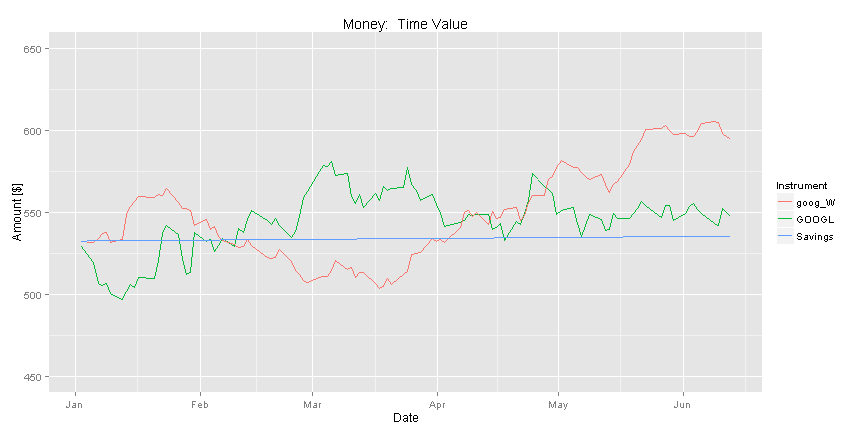 Money:  Time Value
Amount [$]
650
600
550
500
450
Jan
Feb
Mar
Apr
May
Jun
Date
Instrument
goog_W
GOOGL
Savings